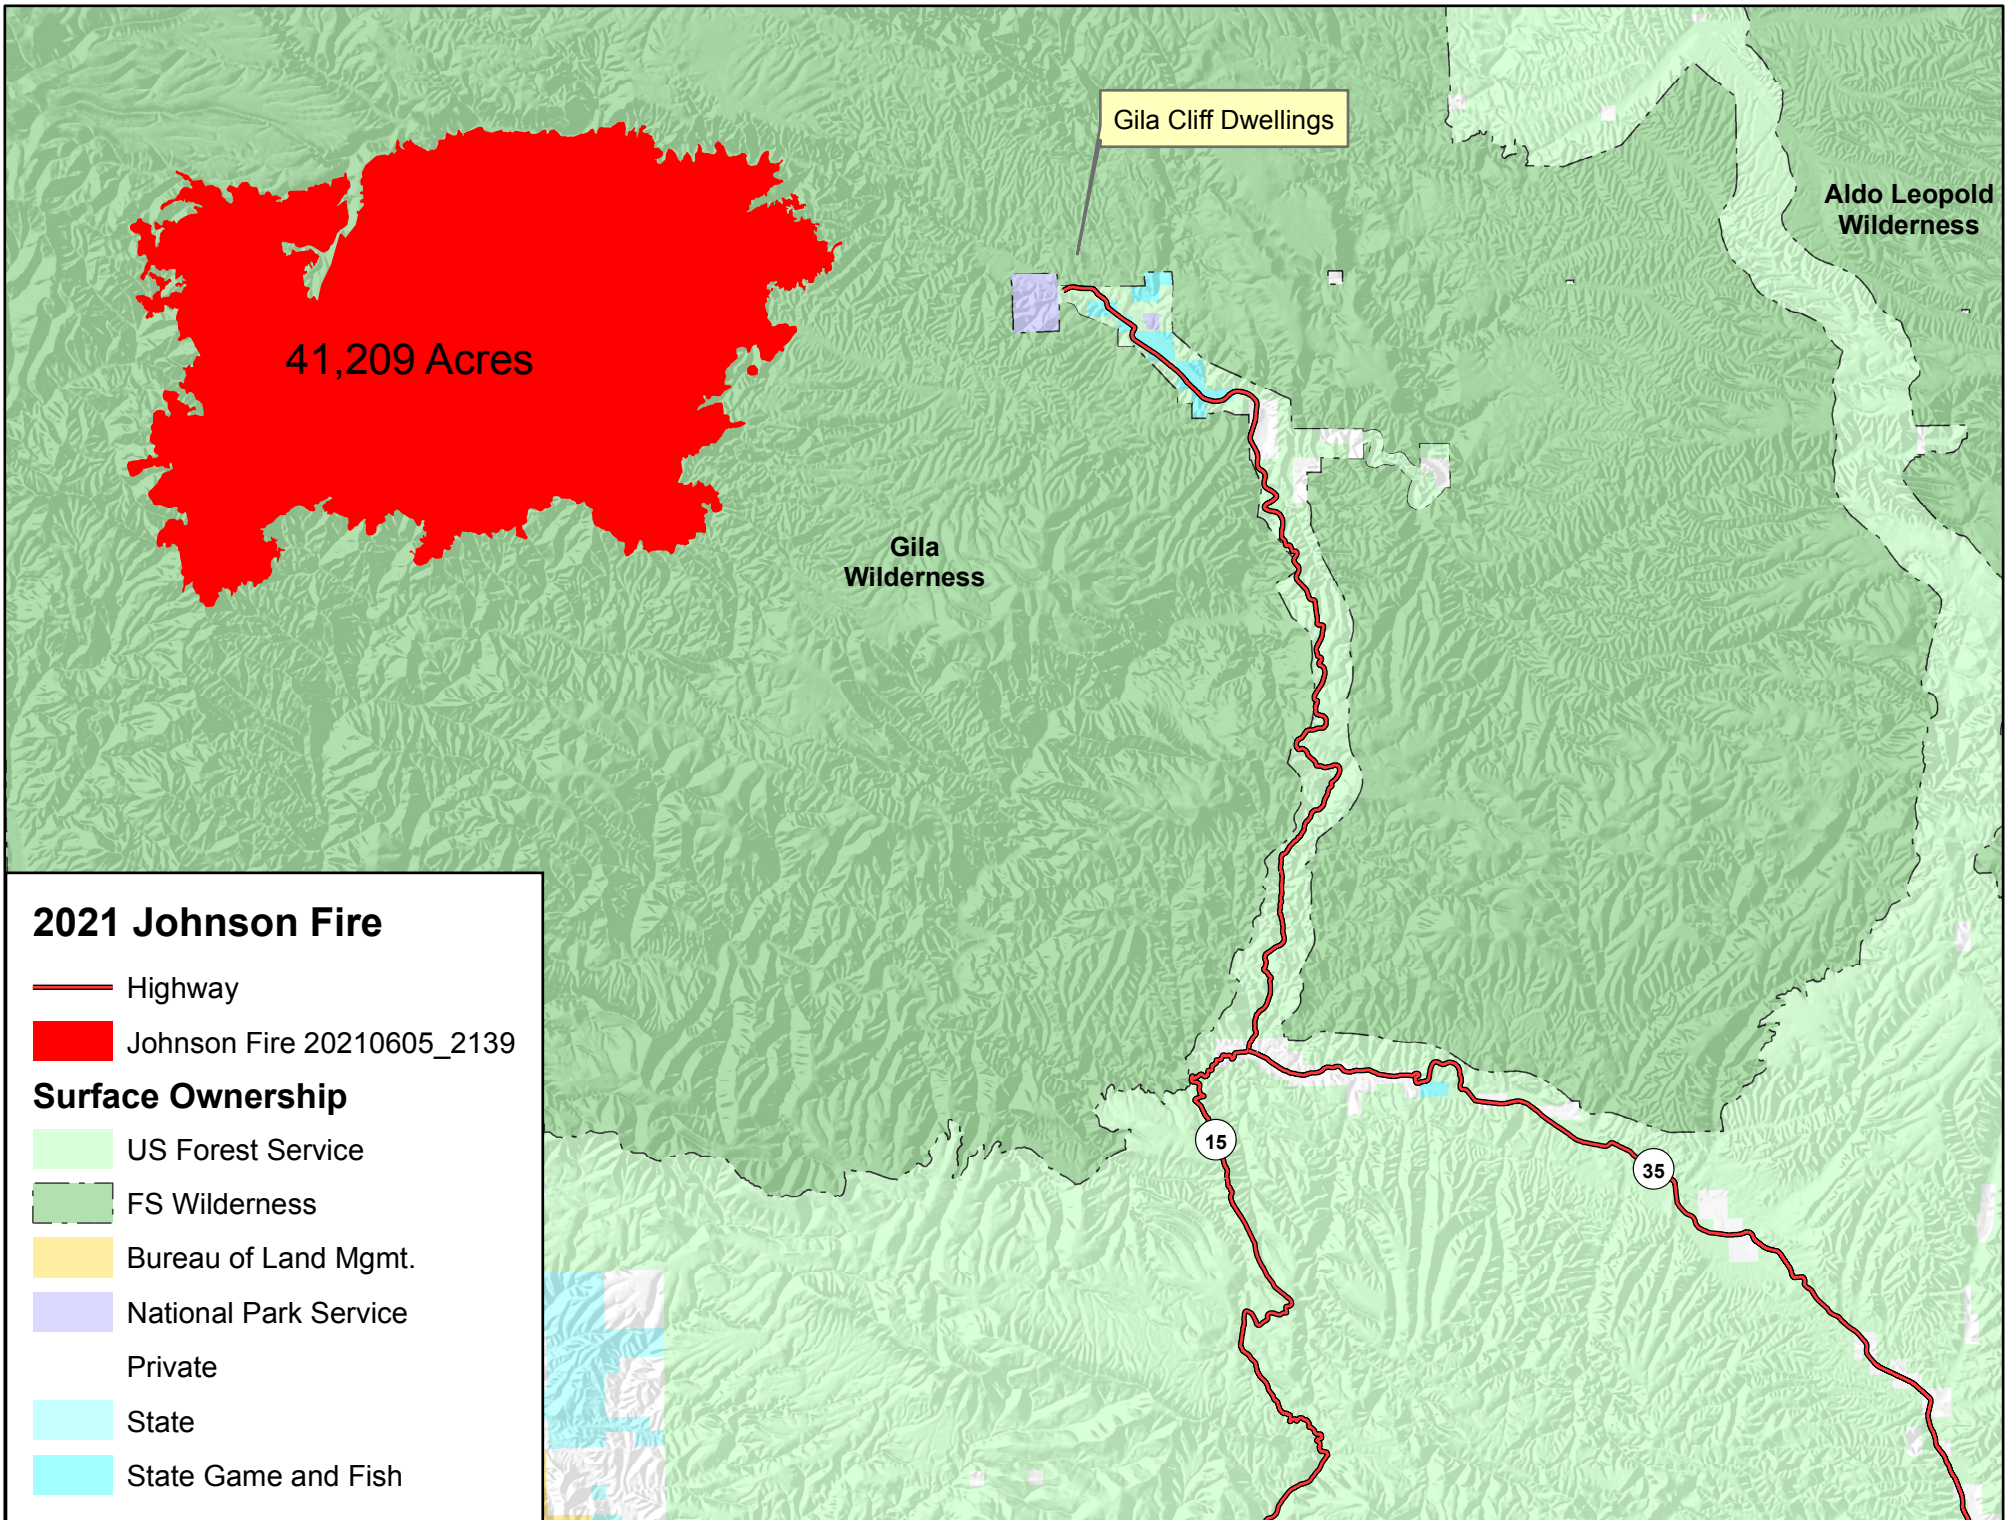 Gila Cliff Dwellings
Aldo Leopold
Wilderness
41,209 Acres
Gila
Wilderness
2021 Johnson Fire
Highway
Johnson Fire 20210605_2139
Surface Ownership
US Forest Service
FS Wilderness
Bureau of Land Mgmt.
National Park Service
Private
State
State Game and Fish
15
35